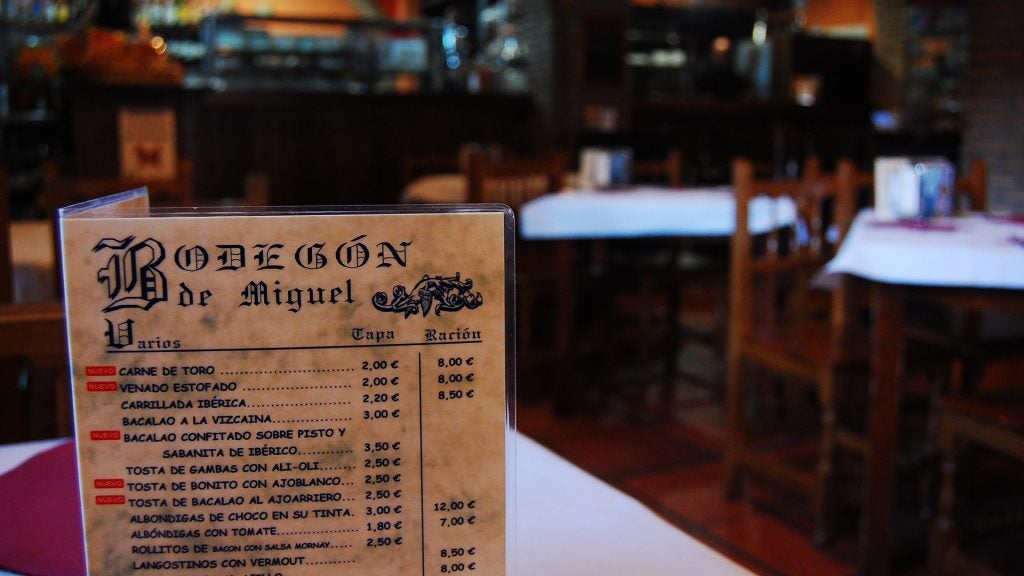 BODEGÓN
de Miguel
Varios Tapa Ración
NUEVO CARNE DE TORO .............................. 2,00 € 8,00 €
NUEVO VENADO ESTOFADO ........................ 2,00 € 8,00 €
CARRILLADA IBÉRICA........................ 2,20 € 8,50 €
BACALAO A LA VIZCAINA................... 3,00 €
NUEVO BACALAO CONFITADO SOBRE PISTO Y
SABANITA DE IBÉRICO............ 3,50 €
TOSTA DE GAMBAS CON ALI-OLI........ 2,50 €
NUEVO TOSTA DE BONITO CON AJOBLANCO... 2,50 €
NUEVO TOSTA DE BACALAO AL AJOARRIERO... 2,50 €
ALBONDIGAS DE CHOCO EN SU TINTA. 3,00 € 12,00 €
ALBÓNDIGAS CON TOMATE............... 1,80 € 7,00 €
ROLLITOS DE BACON CON SALSA MORNAY..... 2,50 €
LANGOSTINOS CON VERMOUT........... 8,50 €
8,00 €